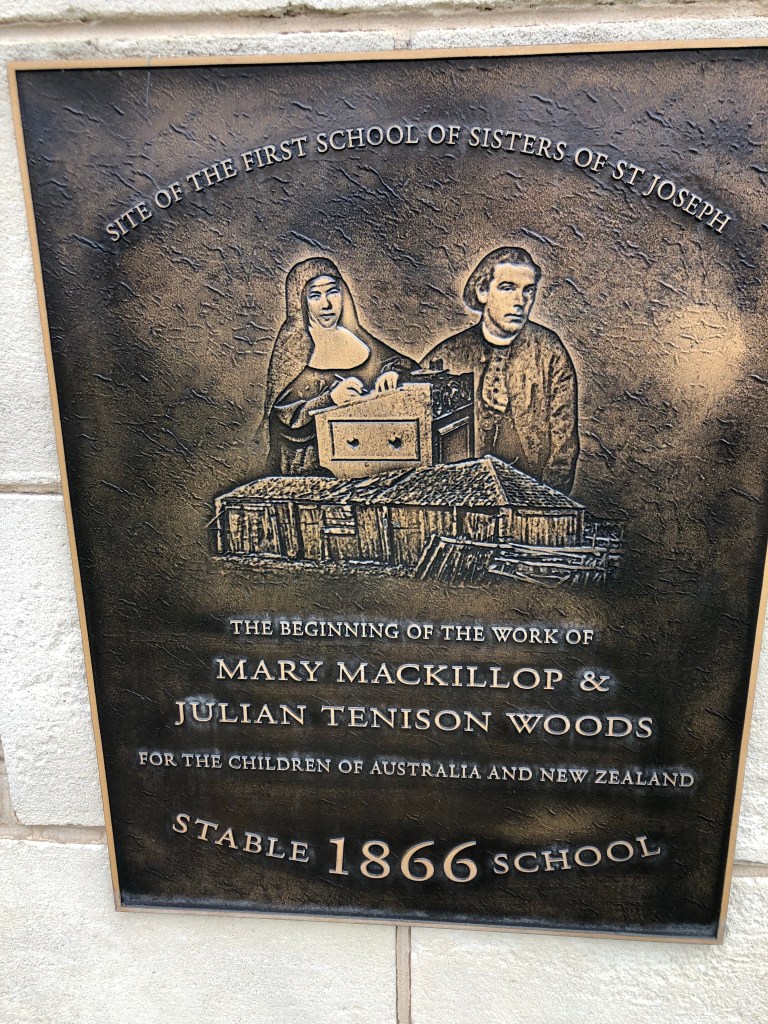 SITE OF THE FIRST SCHOOL OF SISTERS OF ST JOSEPH
THE BEGINNING OF THE WORK OF
MARY MACKILLOP &
JULIAN TENISON WOODS
FOR THE CHILDREN OF AUSTRALIA AND NEW ZEALAND
STABLE 1866 SCHOOL